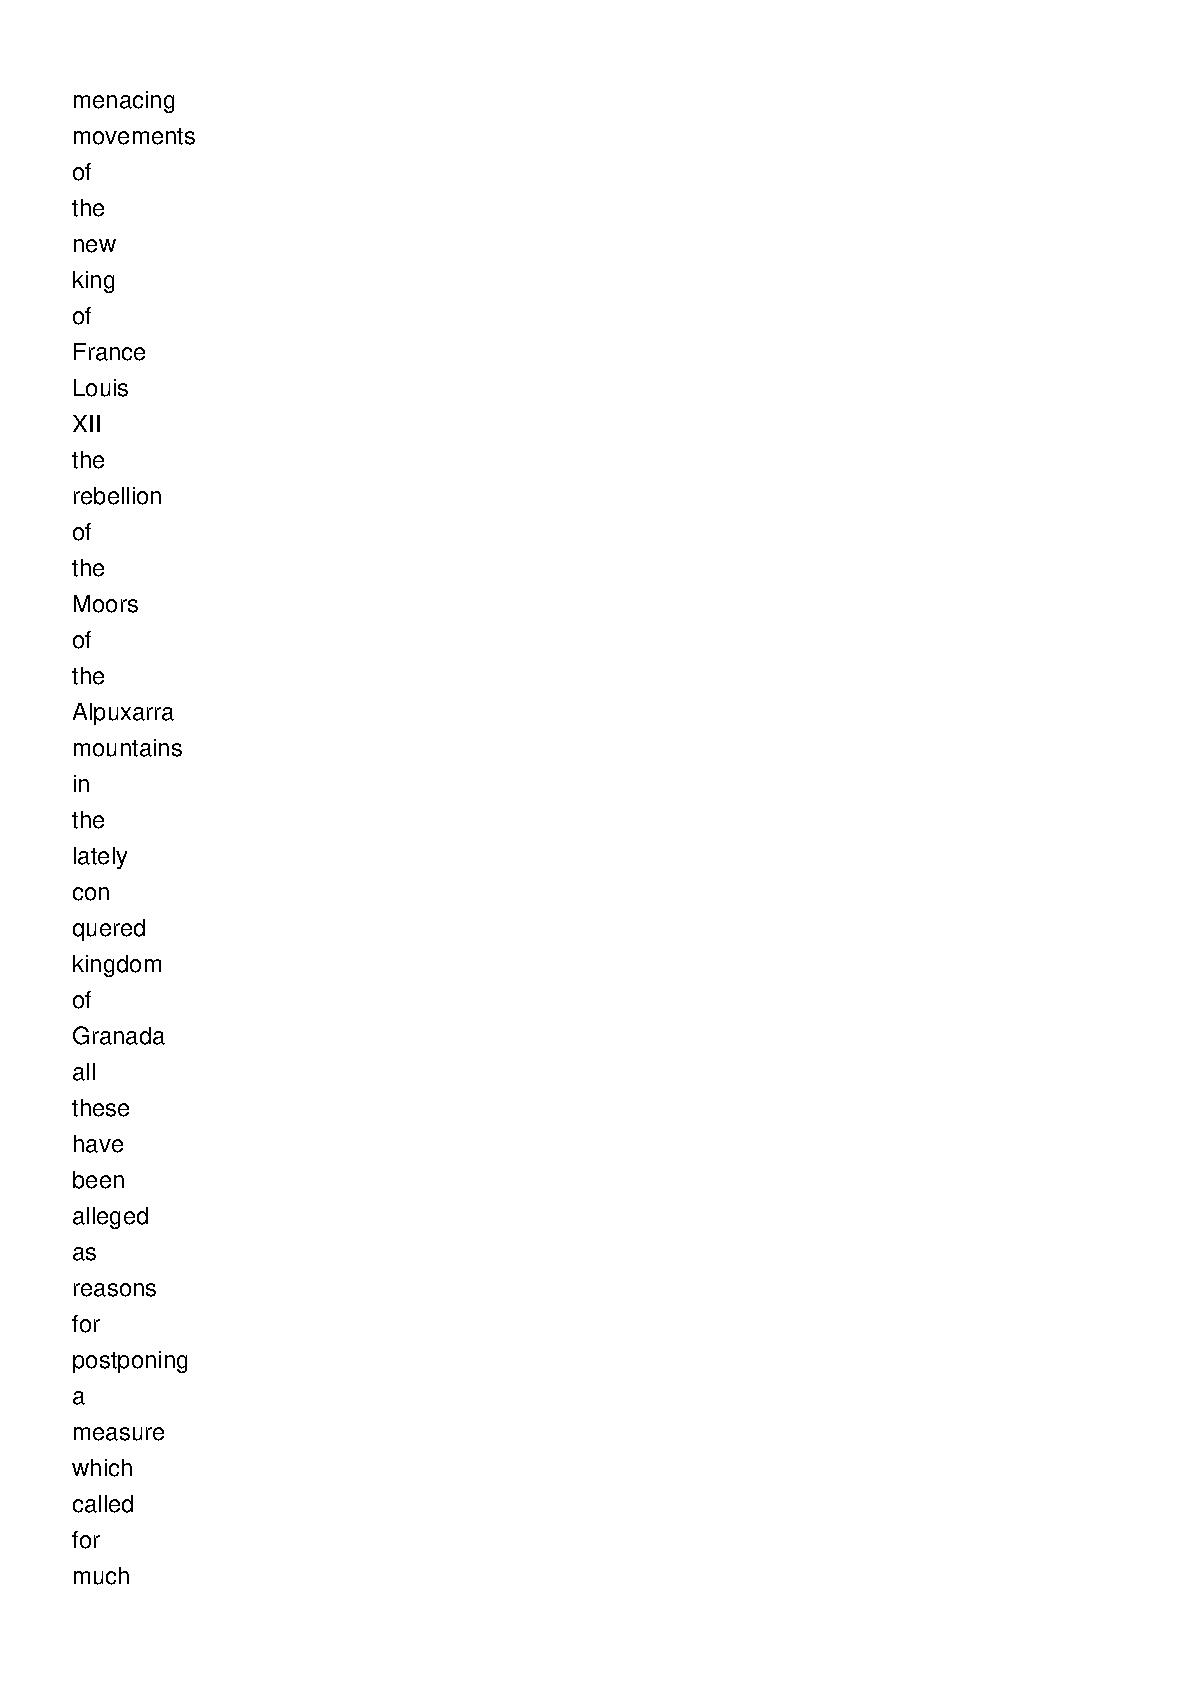 menacing
movements
of
the
new
king
of
France
Louis
XII
the
rebellion
of
the
Moors
of
the
Alpuxarra
mountains
in
the
lately
con
quered
kingdom
of
Granada
all
these
have
been
alleged
as
reasons
for
postponing
a
measure
which
called
for
much